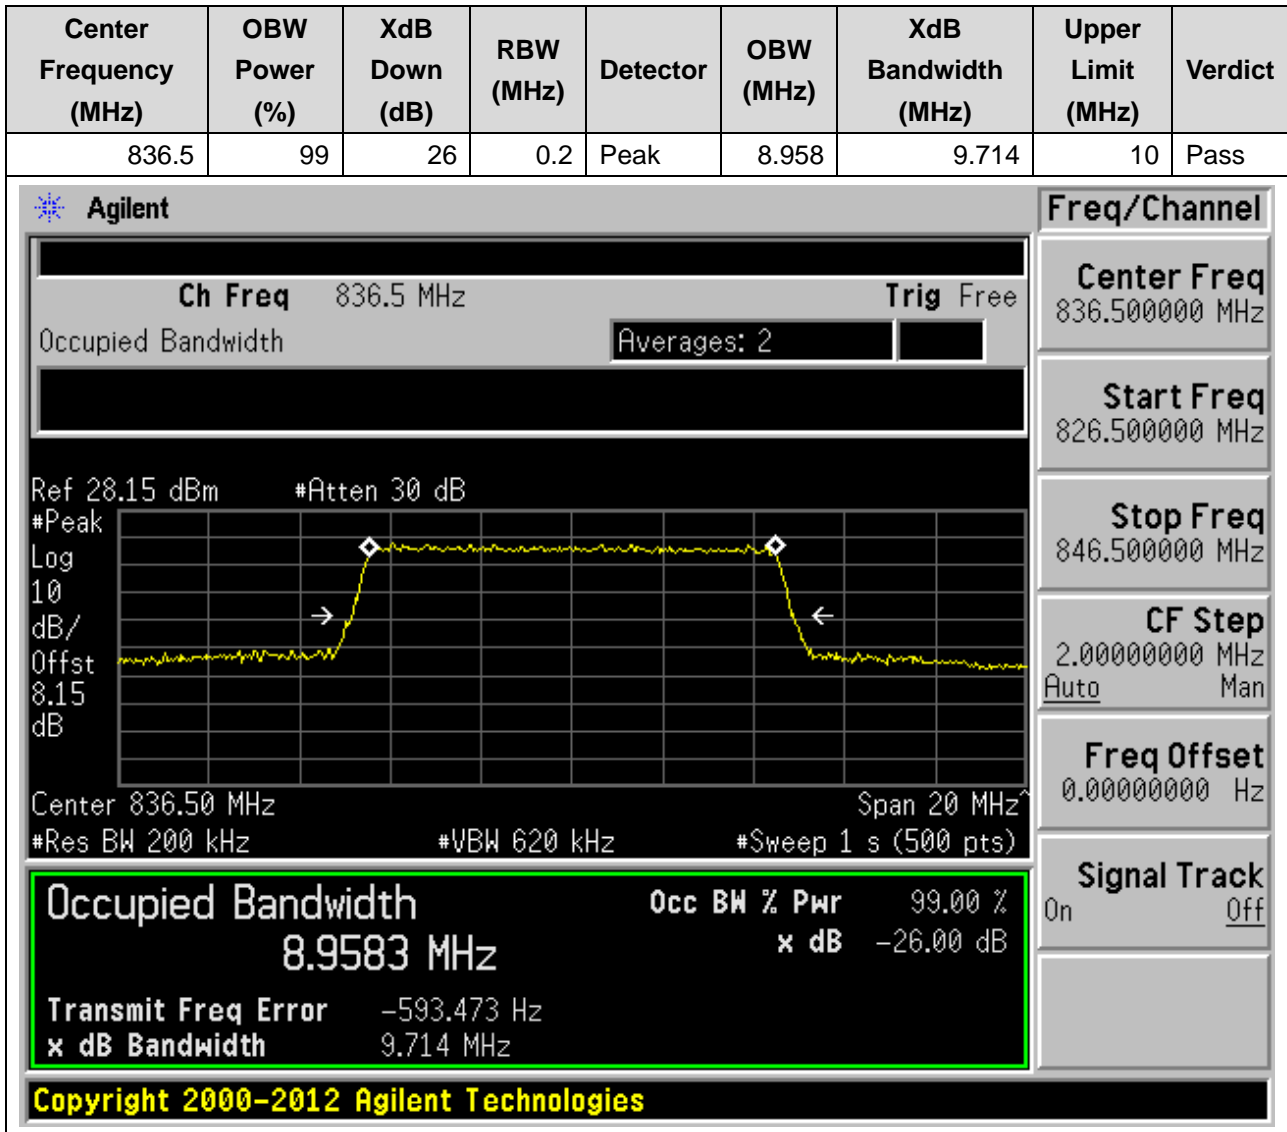 Center Frequency (MHz) OBW Power (%) XdB Down (dB) RBW (MHz) Detector OBW (MHz) XdB Bandwidth (MHz) Upper Limit (MHz) Verdict
836.5 99 26 0.2 Peak 8.958 9.714 10 Pass
Agilent
Freq/Channel
Ch Freq 836.5 MHz Trig Free
Occupied Bandwidth Averages: 2
Center Freq
836.500000 MHz
Start Freq
826.500000 MHz
Stop Freq
846.500000 MHz
CF Step
2.00000000 MHz
Auto Man
Freq Offset
0.00000000 Hz
Signal Track
On Off
Ref 28.15 dBm #Atten 30 dB
#Peak
Log
10
dB/
Offst
8.15
dB
Center 836.50 MHz Span 20 MHz^
#Res BW 200 kHz #VBW 620 kHz #Sweep 1 s (500 pts)
Occupied Bandwidth Occ BW % Pwr 99.00 %
8.9583 MHz x dB -26.00 dB
Transmit Freq Error -593.473 Hz
x dB Bandwidth 9.714 MHz
Copyright 2000-2012 Agilent Technologies